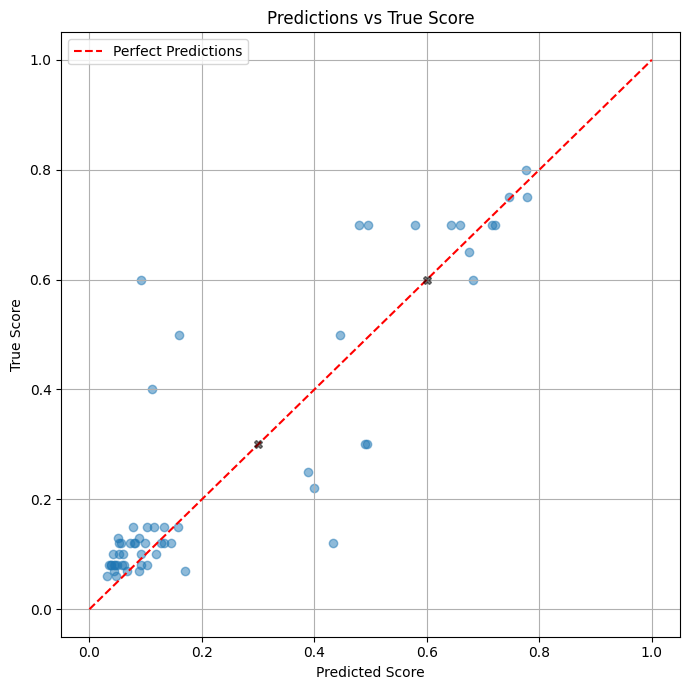 Predictions vs True Score
Perfect Predictions
True Score
1.0
0.8
0.6
0.4
0.2
0.0
0.0 0.2 0.4 0.6 0.8 1.0
Predicted Score